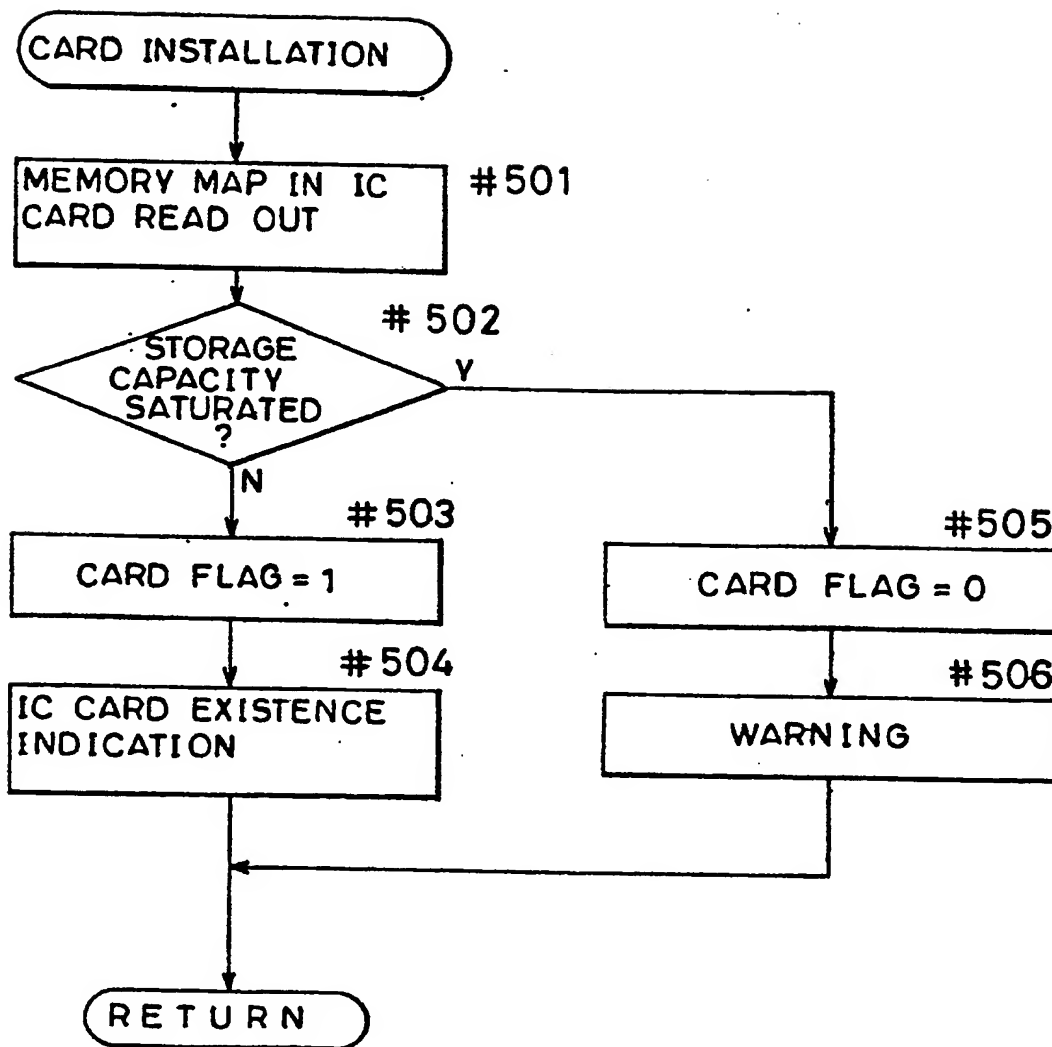 CARD INSTALLATION
MEMORY MAP IN IC
CARD READ OUT
#501
#502
STORAGE
CAPACITY
SATURATED
?
Y
N
#503
CARD FLAG = 1
#504
IC CARD EXISTENCE
INDICATION
#505
CARD FLAG = 0
#506
WARNING
RETURN